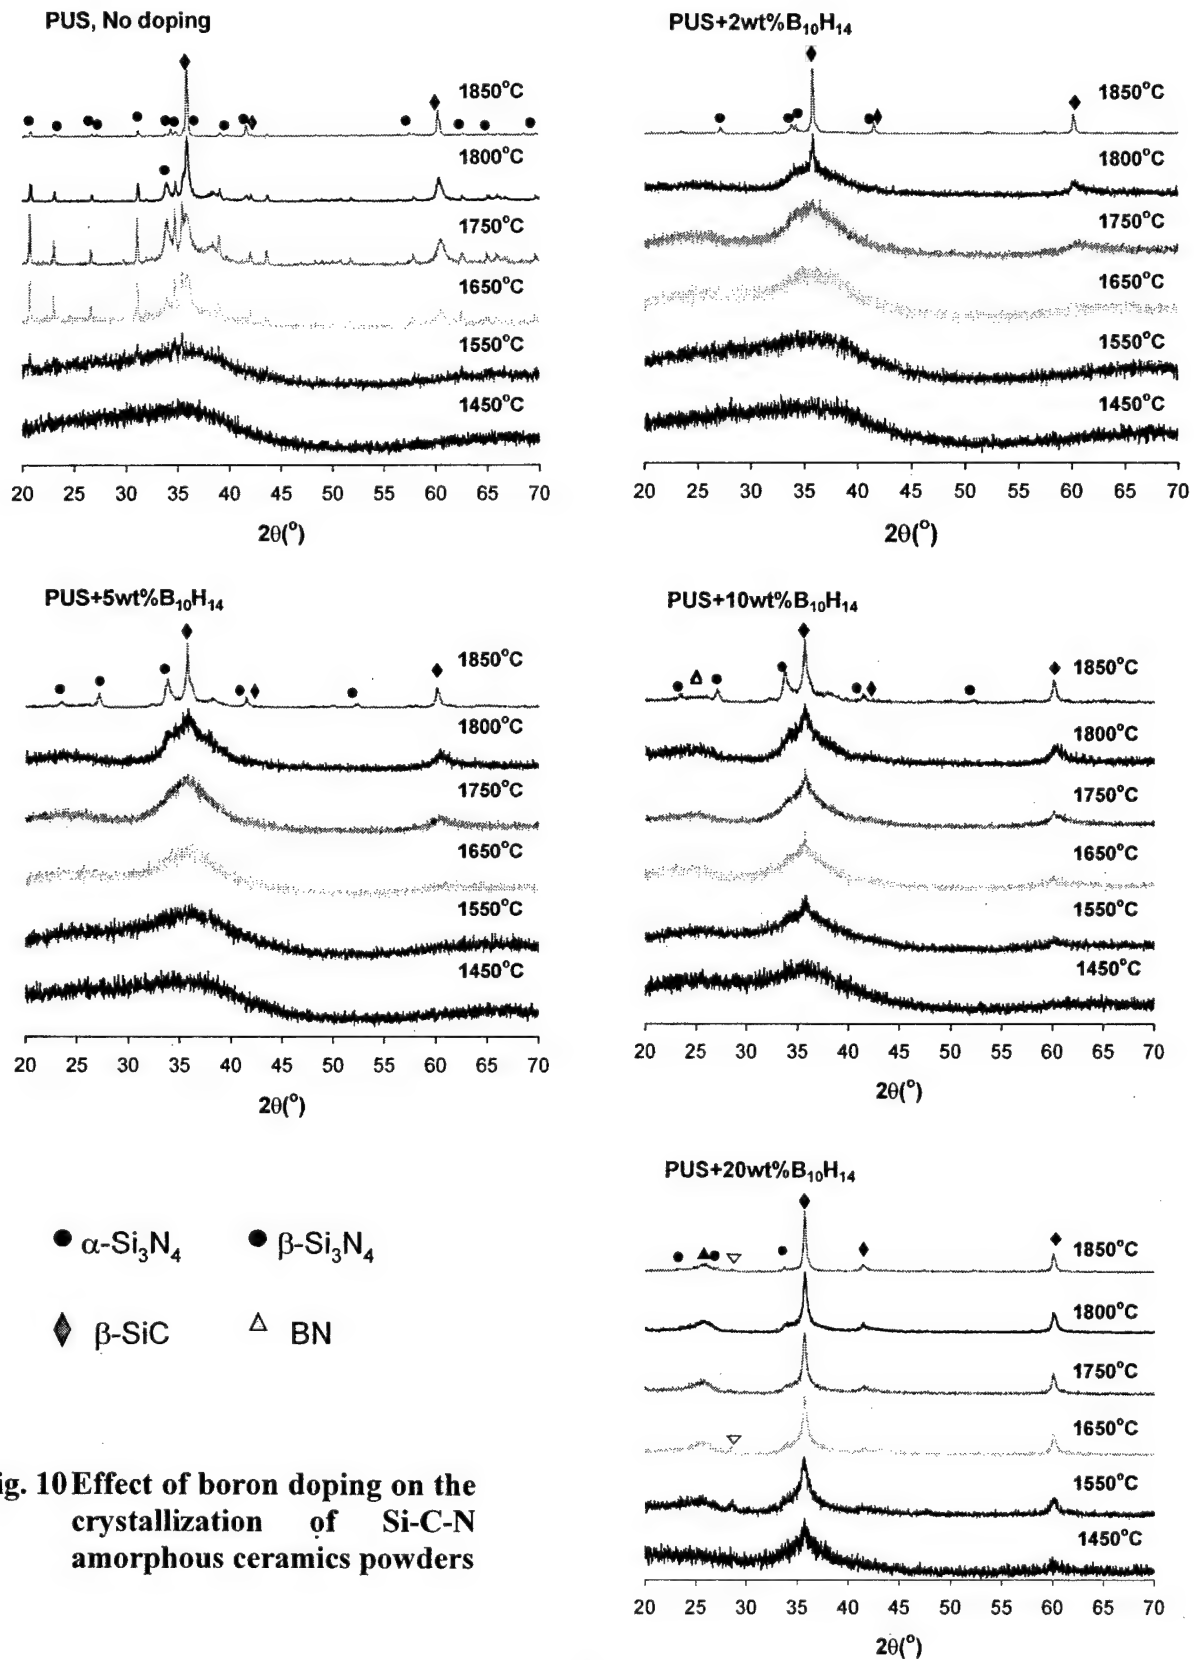 PUS, No doping
1850°C
1800°C
1750°C
1650°C
1550°C
1450°C
20 25 30 35 40 45 50 55 60 65 70
2θ(°)
PUS+2wt%B₁₀H₁₄
1850°C
1800°C
1750°C
1650°C
1550°C
1450°C
20 25 30 35 40 45 50 55 60 65 70
2θ(°)
PUS+5wt%B₁₀H₁₄
1850°C
1800°C
1750°C
1650°C
1550°C
1450°C
20 25 30 35 40 45 50 55 60 65 70
2θ(°)
PUS+10wt%B₁₀H₁₄
1850°C
1800°C
1750°C
1650°C
1550°C
1450°C
20 25 30 35 40 45 50 55 60 65 70
2θ(°)
α-Si₃N₄ β-Si₃N₄
β-SiC BN
PUS+20wt%B₁₀H₁₄
1850°C
1800°C
1750°C
1650°C
1550°C
1450°C
20 25 30 35 40 45 50 55 60 65 70
2θ(°)
ig. 10 Effect of boron doping on the
crystallization of Si-C-N
amorphous ceramics powders